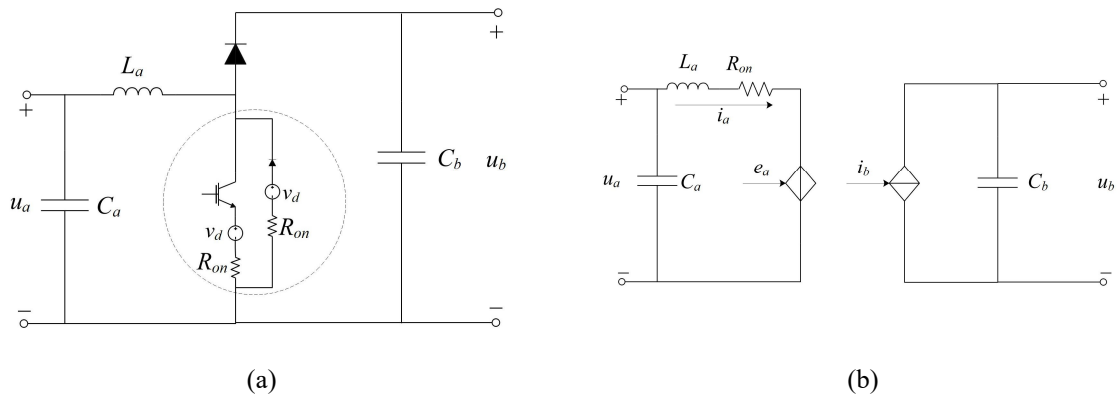 +
+
L_a
L_a
R_on
+
+
+
i_a
u_a
C_a
v_d
v_d
R_on
R_on
C_b
u_b
u_a
C_a
e_a
i_b
C_b
u_b
−
−
−
−
(a)
(b)